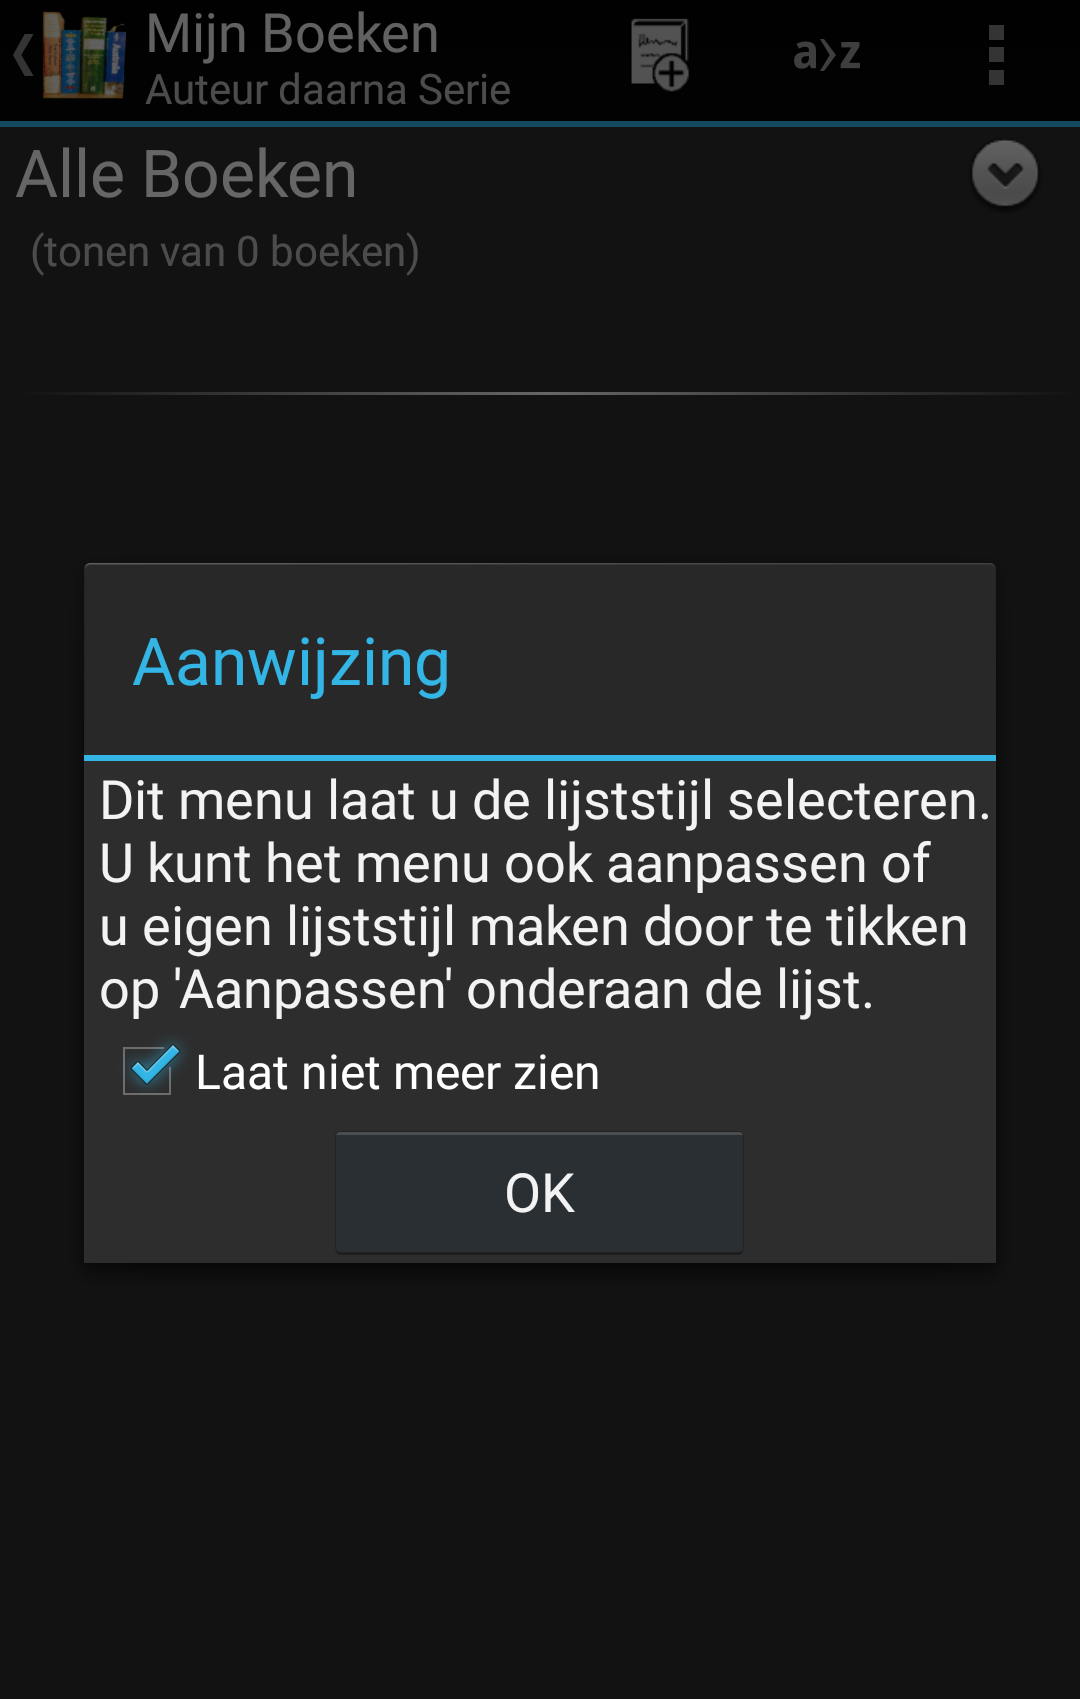 Mijn Boeken
Auteur daarna Serie
a›z
Alle Boeken
(tonen van 0 boeken)
Aanwijzing
Dit menu laat u de lijststijl selecteren.
U kunt het menu ook aanpassen of
u eigen lijststijl maken door te tikken
op 'Aanpassen' onderaan de lijst.
Laat niet meer zien
OK